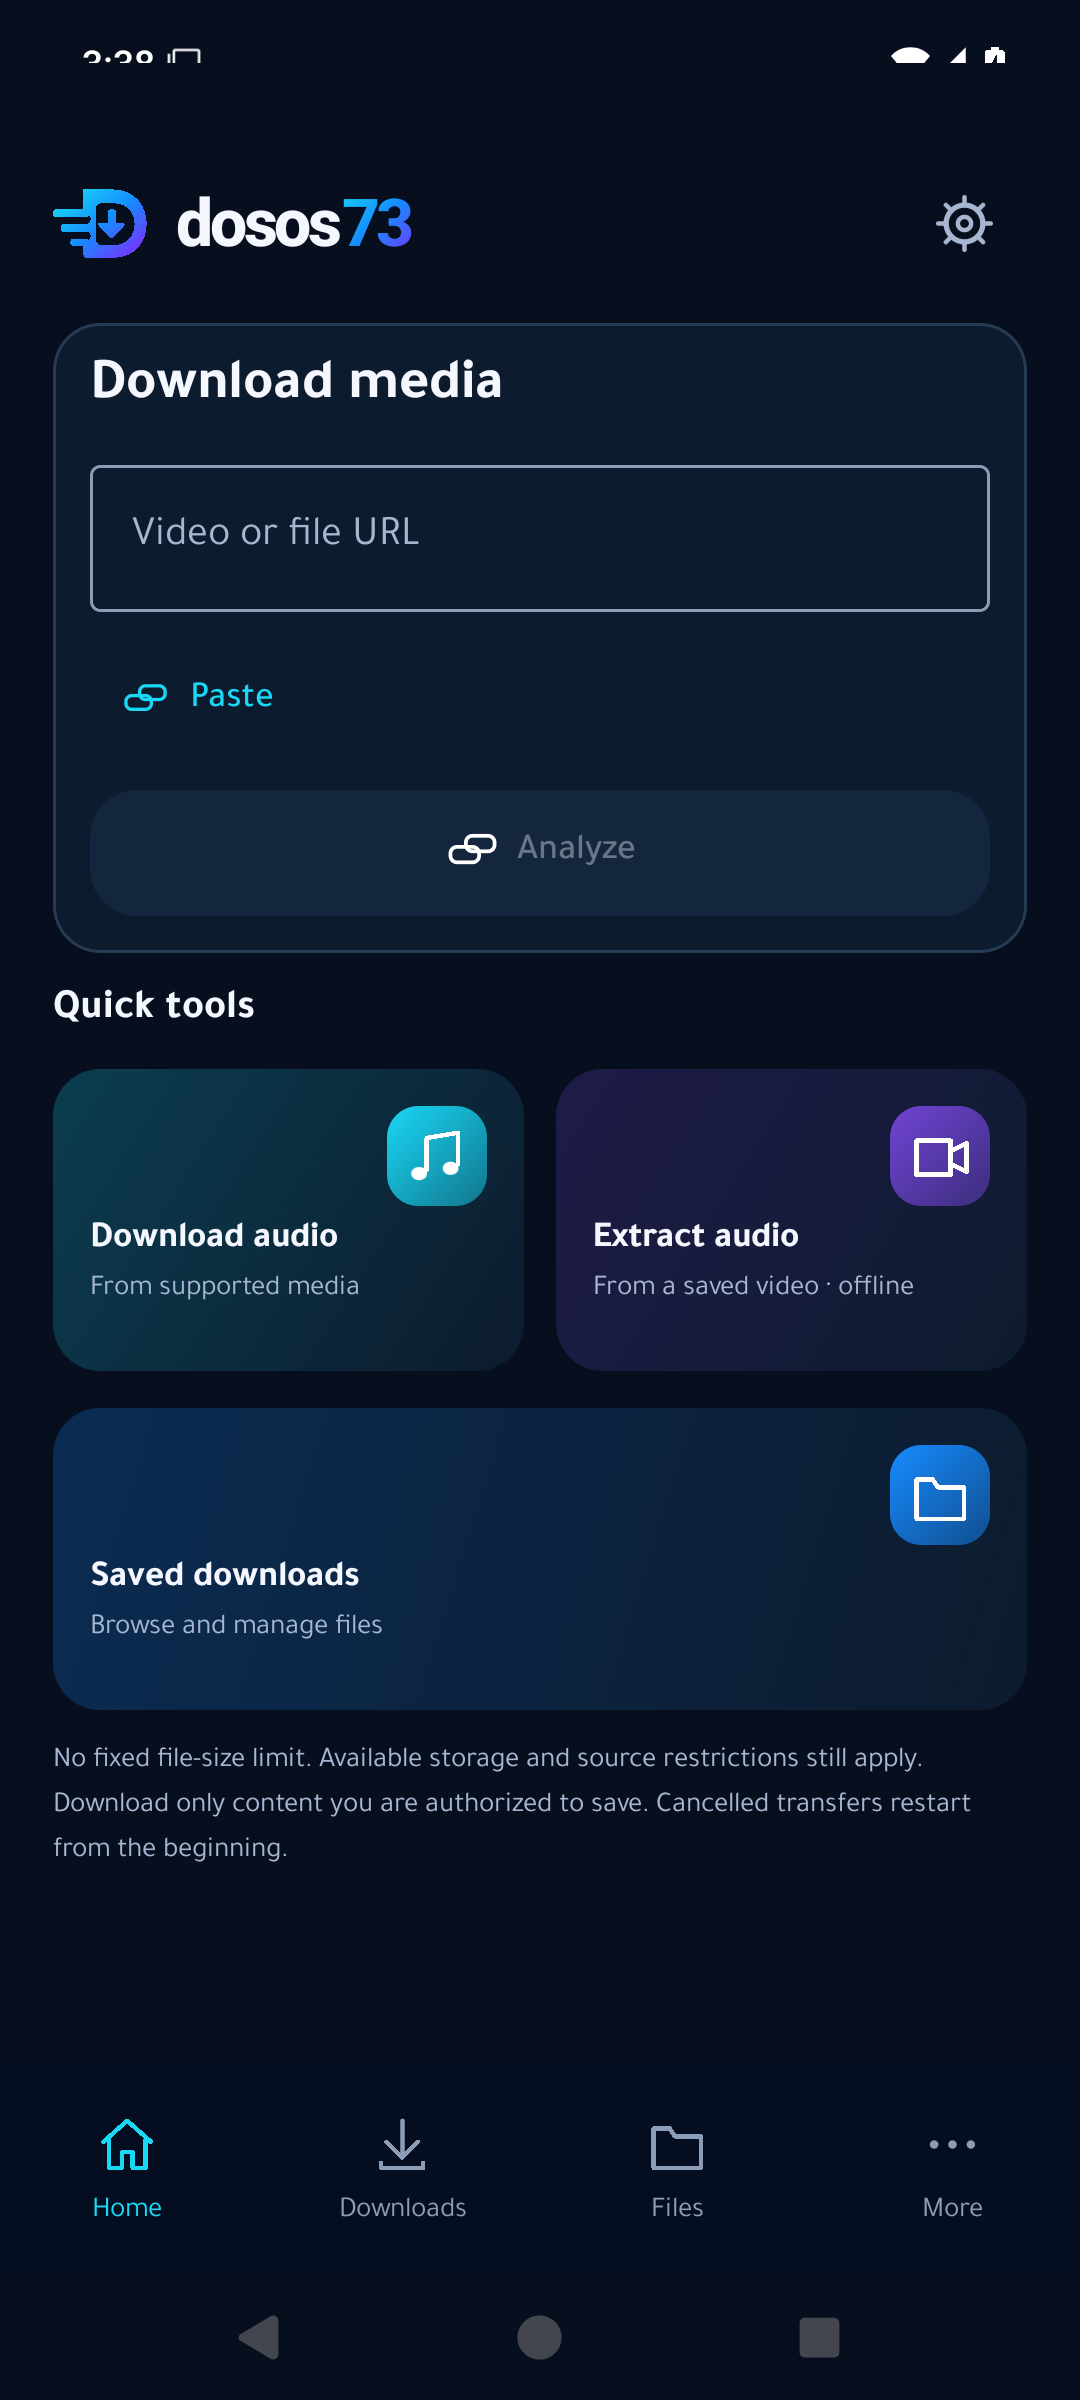 3:38
dosos73
Download media
Video or file URL
Paste
Analyze
Quick tools
Download audio
From supported media
Extract audio
From a saved video · offline
Saved downloads
Browse and manage files
No fixed file-size limit. Available storage and source restrictions still apply.
Download only content you are authorized to save. Cancelled transfers restart
from the beginning.
Home
Downloads
Files
More